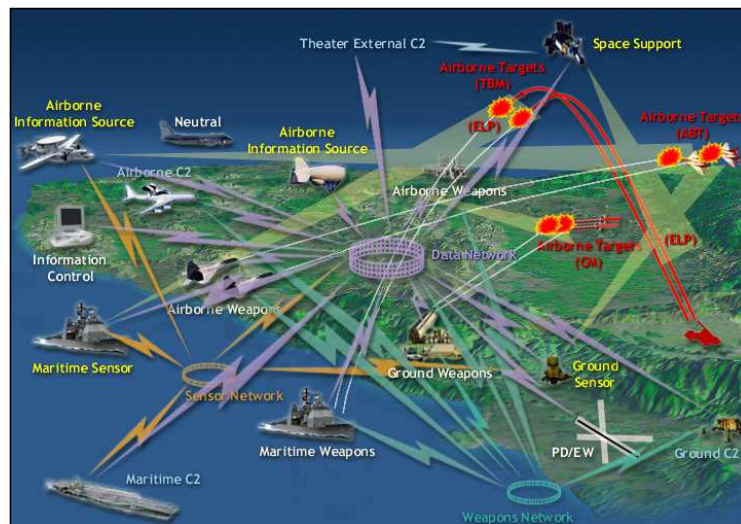 Theater External C2
Space Support
Airborne Targets
(TBM)
(ELP)
Airborne
Information Source
Neutral
Airborne
Information Source
Airborne Targets
(ABT)
Airborne C2
Airborne Weapons
Information
Control
Data Network
Airborne Targets
(CM)
(ELP)
Airborne Weapons
Maritime Sensor
Sensor Network
Ground Weapons
Ground
Sensor
Maritime Weapons
PD/EW
Ground C2
Maritime C2
Weapons Network